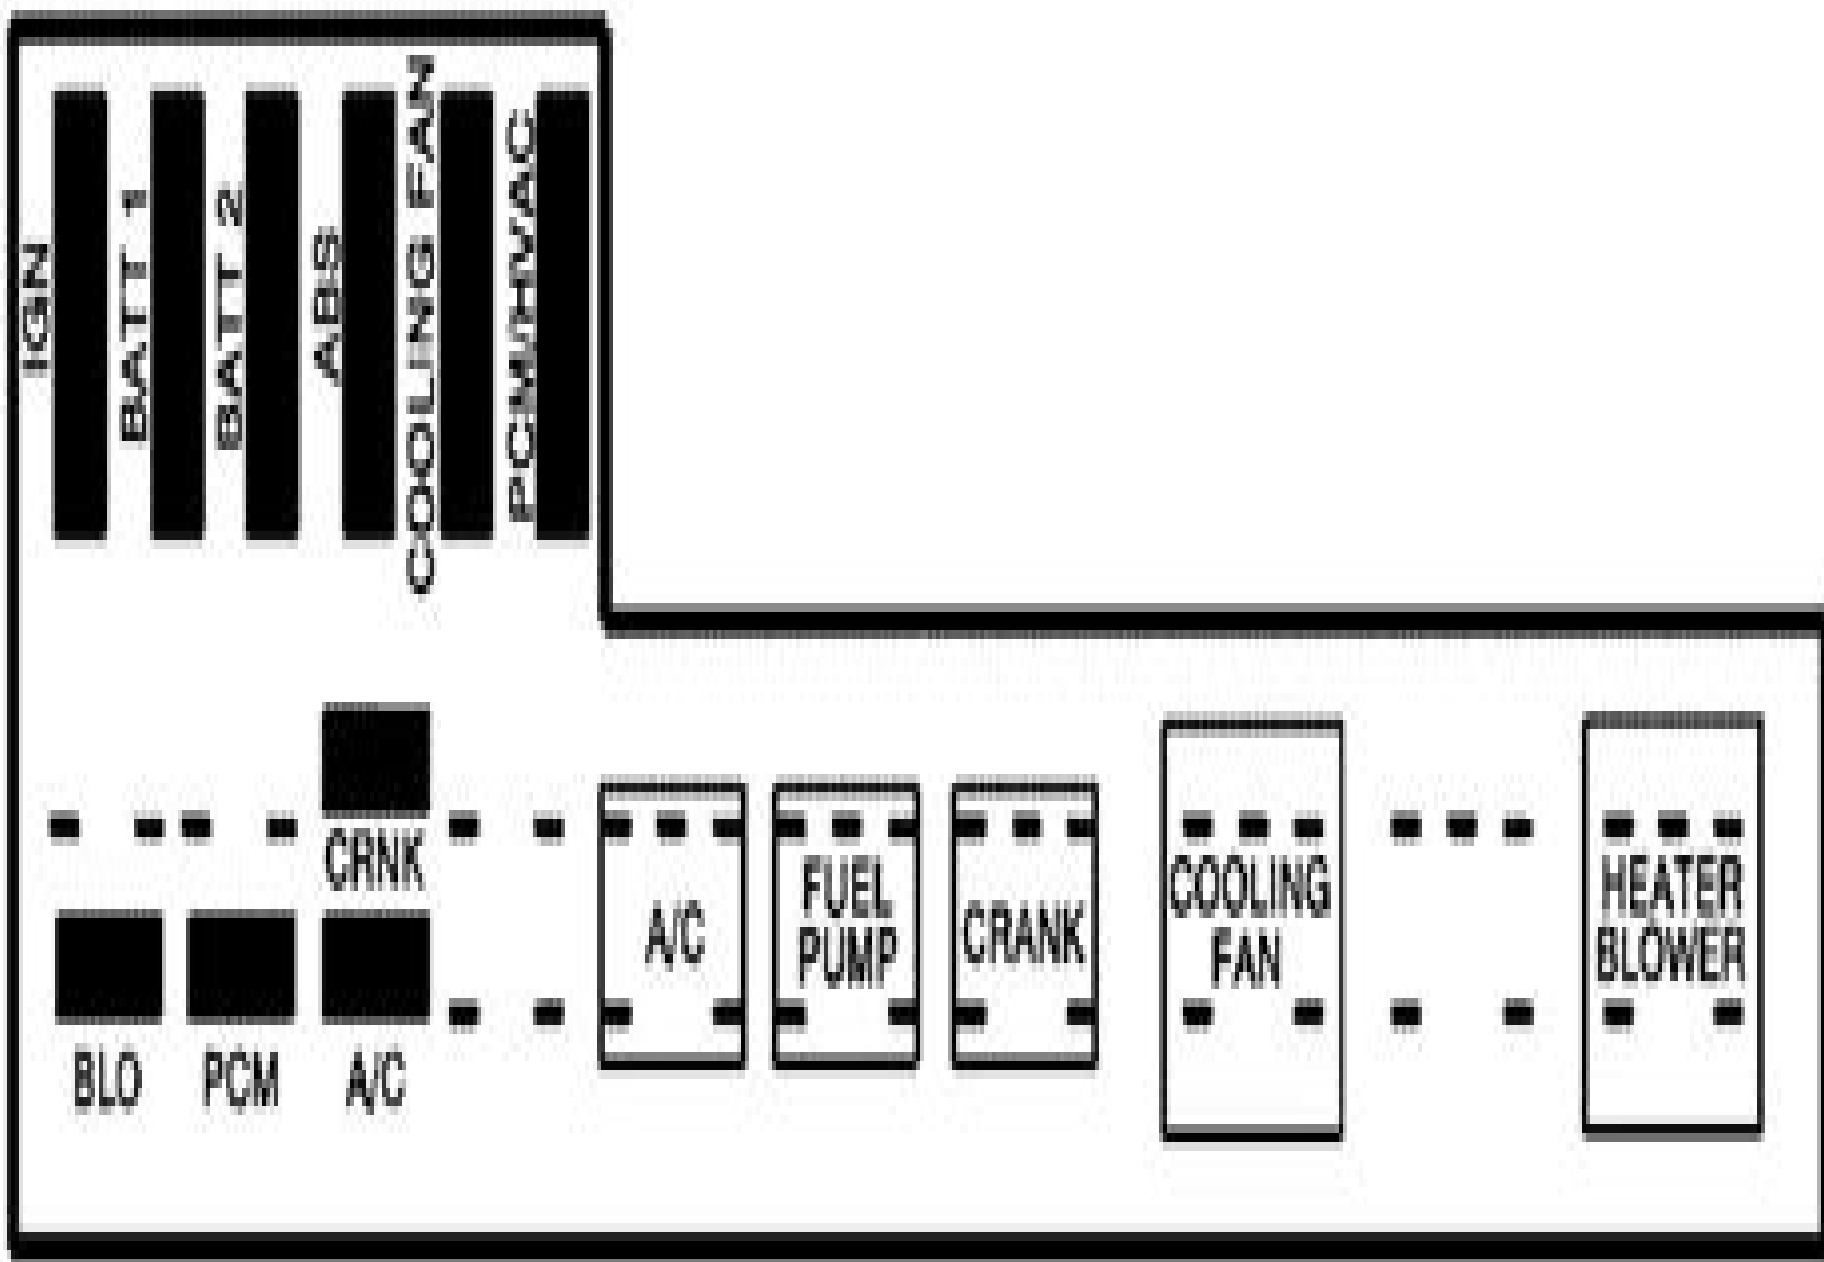 IGN
BATT 1
BATT 2
ABS
COOLING FAN
PCM/HVAC
CRNK
BLO
PCM
A/C
A/C
FUEL
PUMP
CRANK
COOLING
FAN
HEATER
BLOWER